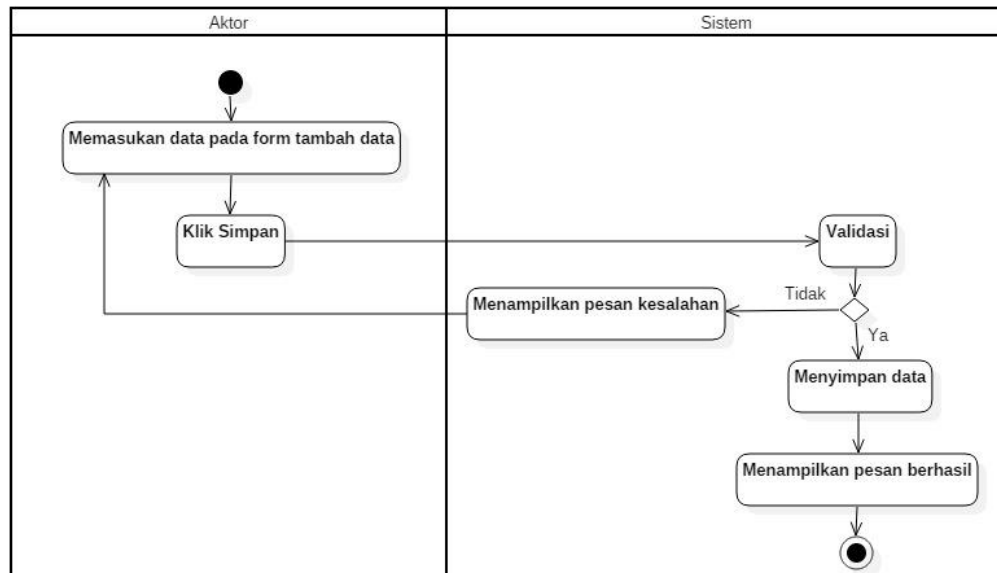 Aktor
Sistem
Memasukan data pada form tambah data
Klik Simpan
Validasi
Tidak
Menampilkan pesan kesalahan
Ya
Menyimpan data
Menampilkan pesan berhasil